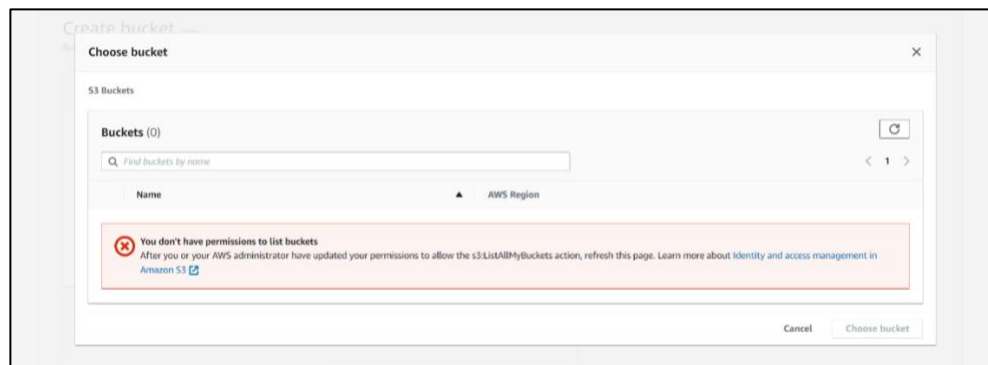 Create bucket
Choose bucket
S3 Buckets
Buckets (0)
Find buckets by name
1
Name
AWS Region
You don't have permissions to list buckets
After you or your AWS administrator have updated your permissions to allow the s3:ListAllMyBuckets action, refresh this page. Learn more about Identity and access management in
Amazon S3
Cancel
Choose bucket